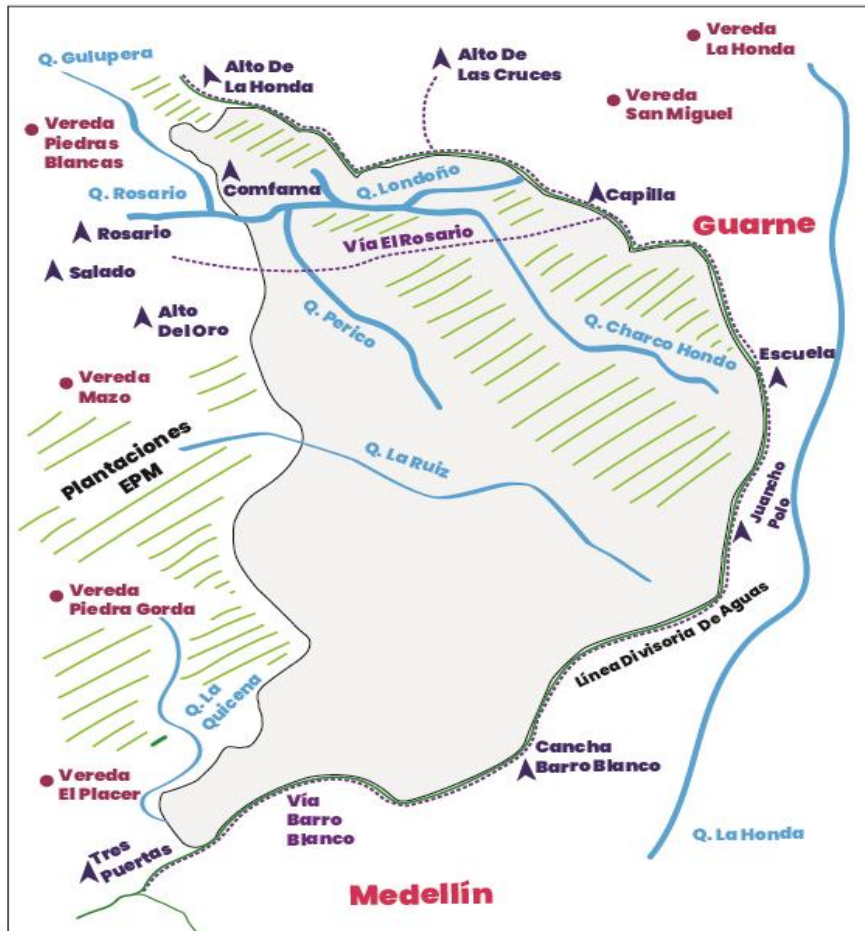 Q. Gulupera
Alto De
La Honda
Alto De
Las Cruces
Vereda
La Honda
Vereda
San Miguel
Vereda
Piedras
Blancas
Q. Rosario
Comfama
Q. Londoño
Capilla
Guarne
Rosario
Vía El Rosario
Salado
Alto
Del Oro
Q. Perico
Q. Charco Hondo
Escuela
Vereda
Mazo
Plantaciones
EPM
Q. La Ruiz
Juancho
Polo
Vereda
Piedra Gorda
Línea Divisoria De Aguas
Q. La
Quicena
Vereda
El Placer
Cancha
Barro Blanco
Vía
Barro
Blanco
Q. La Honda
Tres
Puertas
Medellín